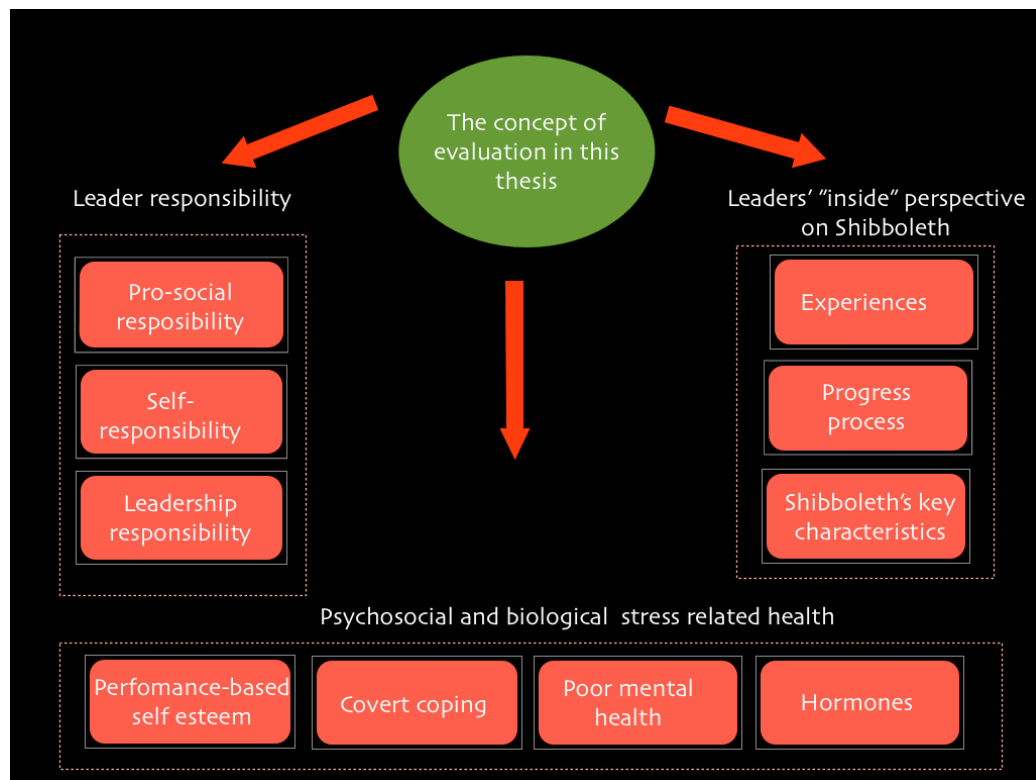 The concept of
evaluation in this
thesis
Leader responsibility
Pro-social
resposibility
Self-
responsibility
Leadership
responsibility
Leaders’ ”inside” perspective
on Shibboleth
Experiences
Progress
process
Shibboleth’s key
characteristics
Psychosocial and biological stress related health
Perfomance-based
self esteem
Covert coping
Poor mental
health
Hormones